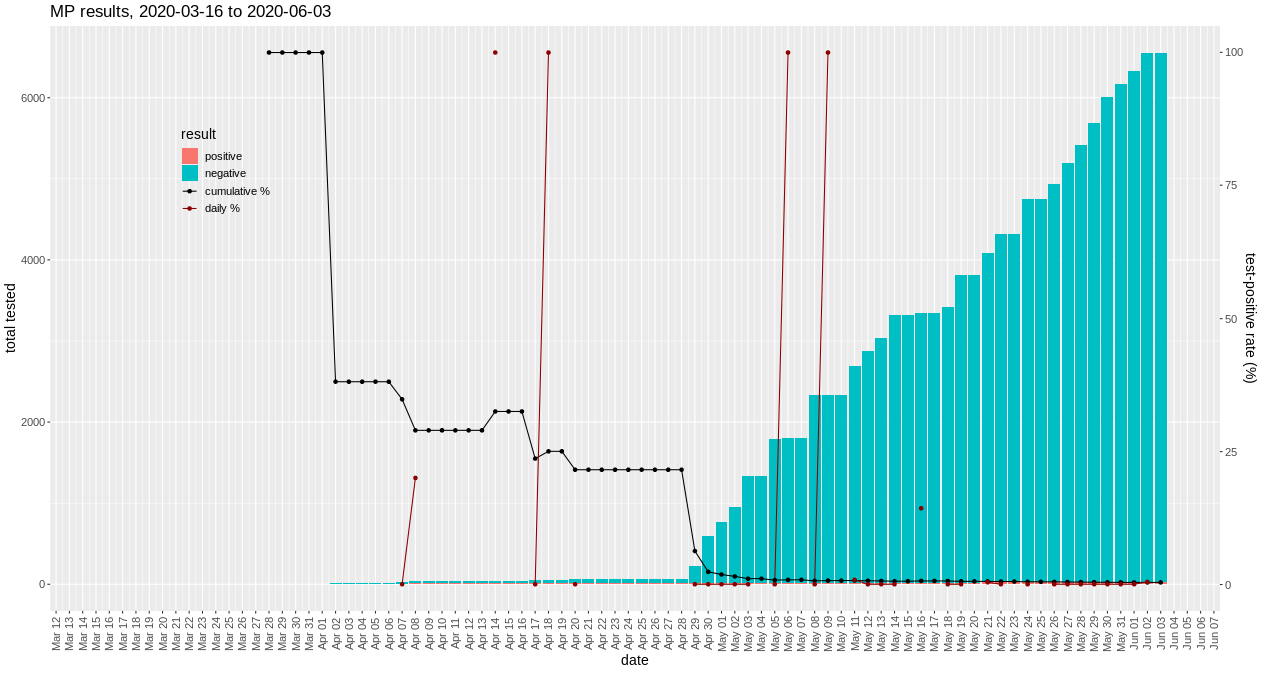 MP results, 2020-03-16 to 2020-06-03
total tested
6000
4000
2000
0
result
positive
negative
cumulative %
daily %
100
75
50
25
0
test-positive rate (%)
Mar 12
Mar 13
Mar 14
Mar 15
Mar 16
Mar 17
Mar 18
Mar 19
Mar 20
Mar 21
Mar 22
Mar 23
Mar 24
Mar 25
Mar 26
Mar 27
Mar 28
Mar 29
Mar 30
Mar 31
Apr 01
Apr 02
Apr 03
Apr 04
Apr 05
Apr 06
Apr 07
Apr 08
Apr 09
Apr 10
Apr 11
Apr 12
Apr 13
Apr 14
Apr 15
Apr 16
Apr 17
Apr 18
Apr 19
Apr 20
Apr 21
Apr 22
Apr 23
Apr 24
Apr 25
Apr 26
Apr 27
Apr 28
Apr 29
Apr 30
May 01
May 02
May 03
May 04
May 05
May 06
May 07
May 08
May 09
May 10
May 11
May 12
May 13
May 14
May 15
May 16
May 17
May 18
May 19
May 20
May 21
May 22
May 23
May 24
May 25
May 26
May 27
May 28
May 29
May 30
May 31
Jun 01
Jun 02
Jun 03
Jun 04
Jun 05
Jun 06
Jun 07
date